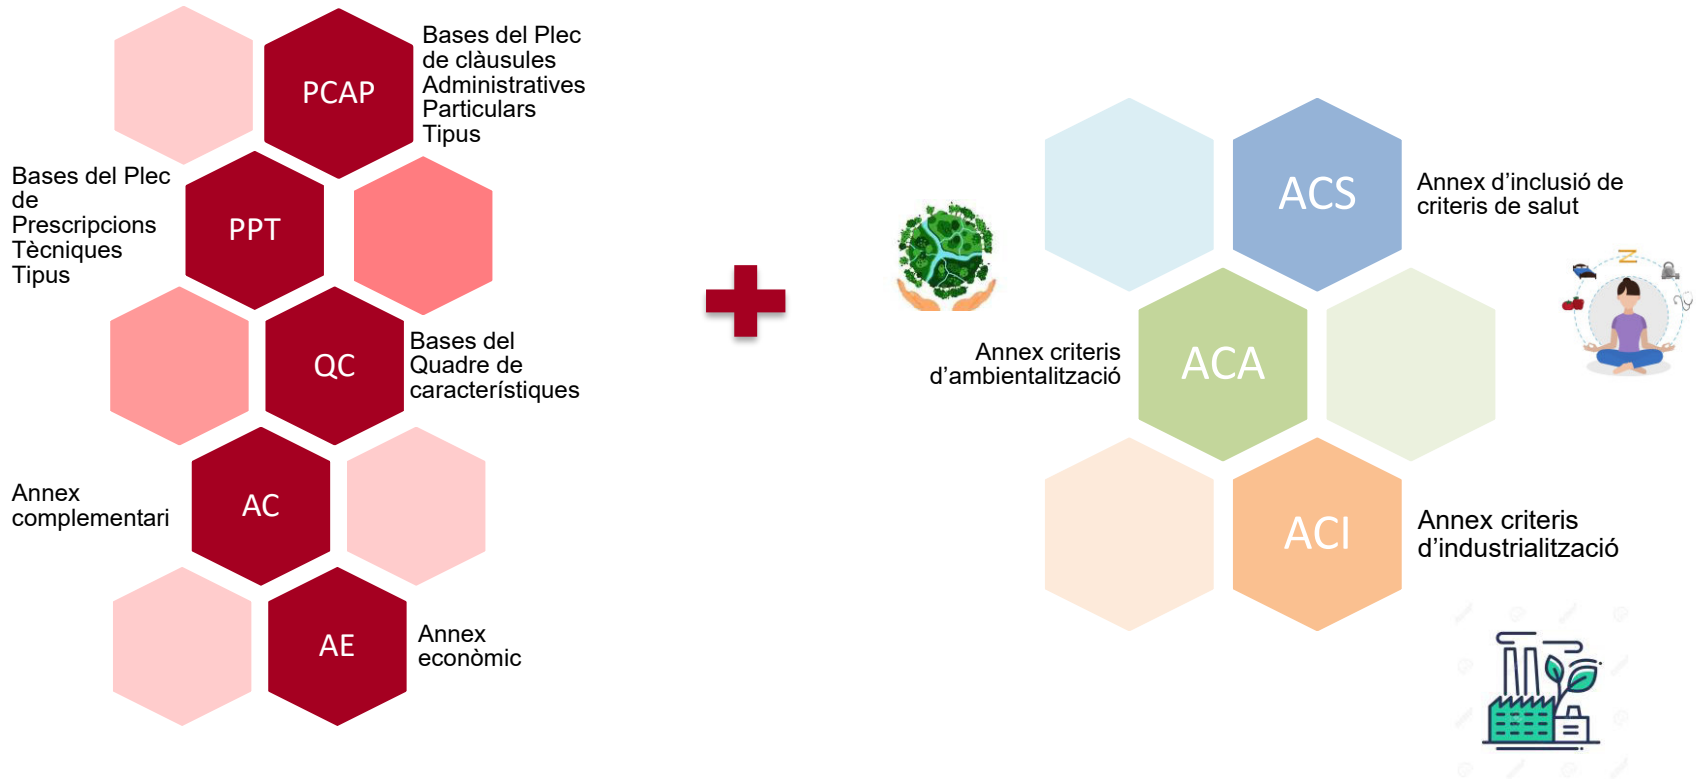 PCAP
Bases del Plec
de clàusules
Administratives
Particulars
Tipus
Bases del Plec
de
Prescripcions
Tècniques
Tipus
PPT
QC
Bases del
Quadre de
característiques
Annex
complementari
AC
AE
Annex
econòmic
ACS
Annex d’inclusió de
criteris de salut
Annex criteris
d’ambientalització
ACA
ACI
Annex criteris
d’industrialització